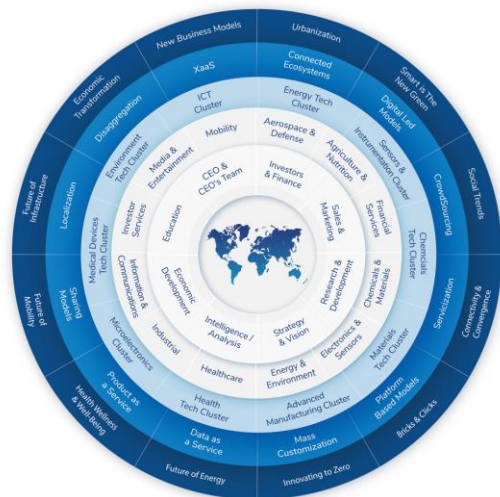 New Business Models
Urbanization
Smart is The
New Green
Social Trends
Connectivity &
Convergence
Bricks & Clicks
Innovating to Zero
Future of Energy
Health Wellness
& Well-Being
Future of
Mobility
Future of
Infrastructure
Economic
Transformation
XaaS
Connected
Ecosystems
Digital Led
Models
CrowdSourcing
Servicization
Platform
Based Models
Mass
Customization
Data as
a Service
Product as
a Service
Sharing
Models
Localization
Disaggregation
ICT
Cluster
Energy Tech
Cluster
Sensors &
Instrumentation Cluster
Chemcials
Tech Cluster
Materials
Tech Cluster
Advanced
Manufacturing Cluster
Health
Tech Cluster
Microelectronics
Cluster
Medical Devices
Tech Cluster
Environment
Tech Cluster
Mobility
Aerospace &
Defense
Agriculture &
Nutrition
Financial
Services
Chemicals &
Materials
Electronics &
Sensors
Energy &
Environment
Healthcare
Industrial
Information &
Communications
Investor
Services
Media &
Entertainment
CEO &
CEO's Team
Investors
& Finance
Sales &
Marketing
Research &
Development
Strategy
& Vision
Intelligence /
Analysis
Economic
Development
Education